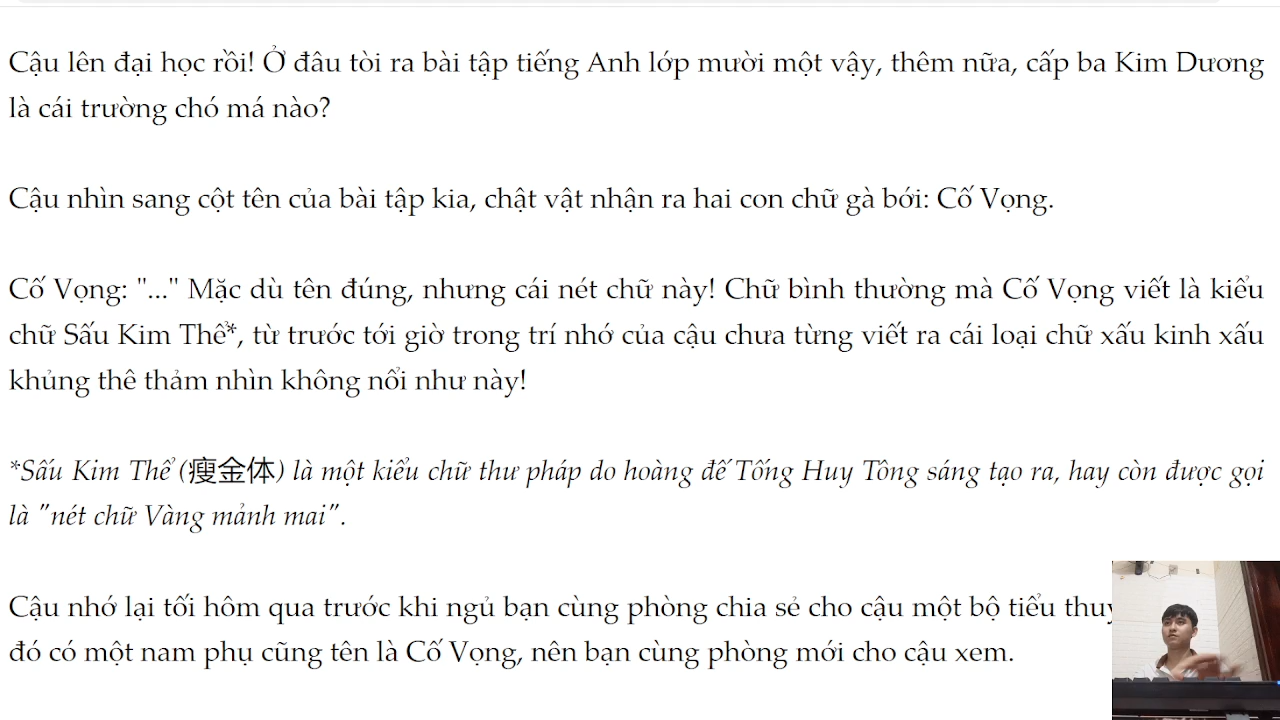 Cậu lên đại học rồi! Ở đâu tòi ra bài tập tiếng Anh lớp mười một vậy, thêm nữa, cấp ba Kim Dương
là cái trường chó má nào?
Cậu nhìn sang cột tên của bài tập kia, chật vật nhận ra hai con chữ gà bới: Cố Vọng.
Cố Vọng: "..." Mặc dù tên đúng, nhưng cái nét chữ này! Chữ bình thường mà Cố Vọng viết là kiểu
chữ Sấu Kim Thể*, từ trước tới giờ trong trí nhớ của cậu chưa từng viết ra cái loại chữ xấu kinh xấu
khủng thê thảm nhìn không nổi như này!
*Sấu Kim Thể (瘦金体) là một kiểu chữ thư pháp do hoàng đế Tống Huy Tông sáng tạo ra, hay còn được gọi
là "nét chữ Vàng mảnh mai".
Cậu nhớ lại tối hôm qua trước khi ngủ bạn cùng phòng chia sẻ cho cậu một bộ tiểu
đó có một nam phụ cũng tên là Cố Vọng, nên bạn cùng phòng mới cho cậu xem.